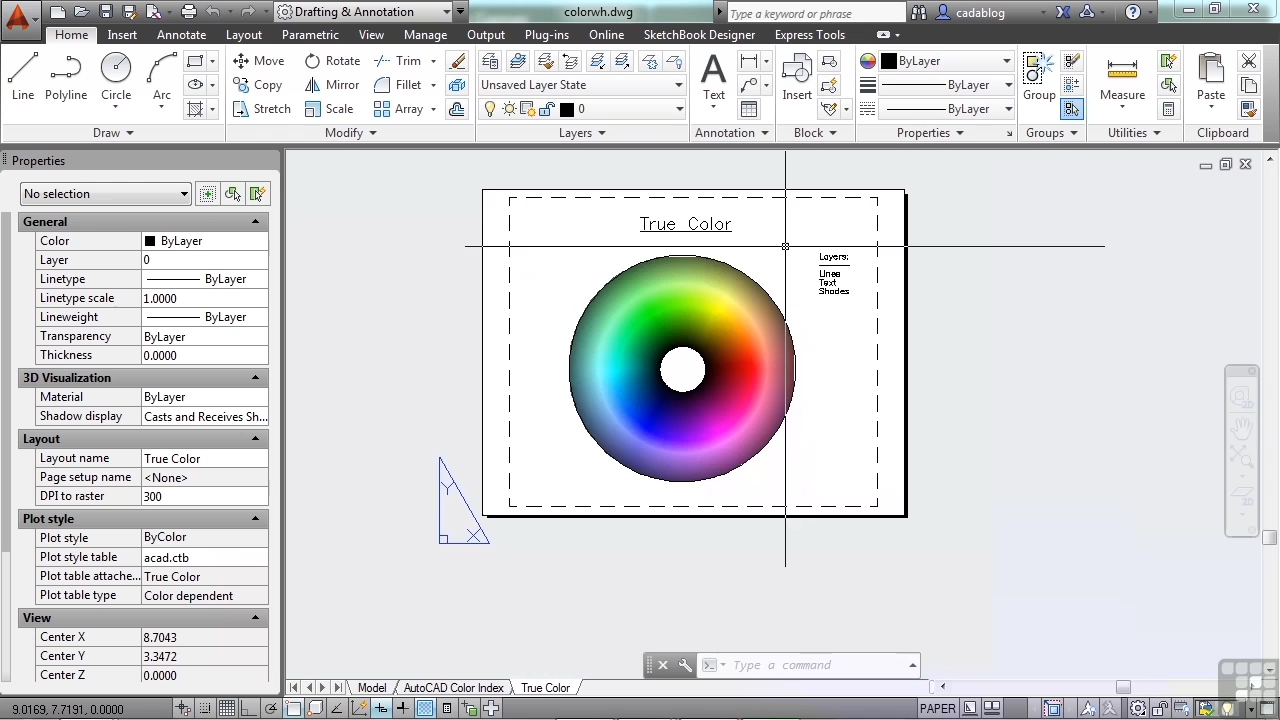 Drafting & Annotation
colorwh.dwg
Type a keyword or phrase
cadablog
Home Insert Annotate Layout Parametric View Manage Output Plug-ins Online SketchBook Designer Express Tools
Line
Polyline
Circle
Arc
Draw
Move
Rotate
Trim
Copy
Mirror
Fillet
Stretch
Scale
Array
Modify
Unsaved Layer State
0
Layers
Text
Annotation
Insert
Block
ByLayer
ByLayer
ByLayer
Properties
Group
Groups
Measure
Utilities
Paste
Clipboard
Properties
No selection
General
Color ByLayer
Layer 0
Linetype ByLayer
Linetype scale 1.0000
Lineweight ByLayer
Transparency ByLayer
Thickness 0.0000
3D Visualization
Material ByLayer
Shadow display Casts and Receives Sh...
Layout
Layout name True Color
Page setup name <None>
DPI to raster 300
Plot style
Plot style ByColor
Plot style table acad.ctb
Plot table attache... True Color
Plot table type Color dependent
View
Center X 8.7043
Center Y 3.3472
Center Z 0.0000
True Color
Layers:
Lines
Text
Shades
Y
X
2D
Type a command
Model AutoCAD Color Index True Color
9.0169, 7.7191, 0.0000
PAPER